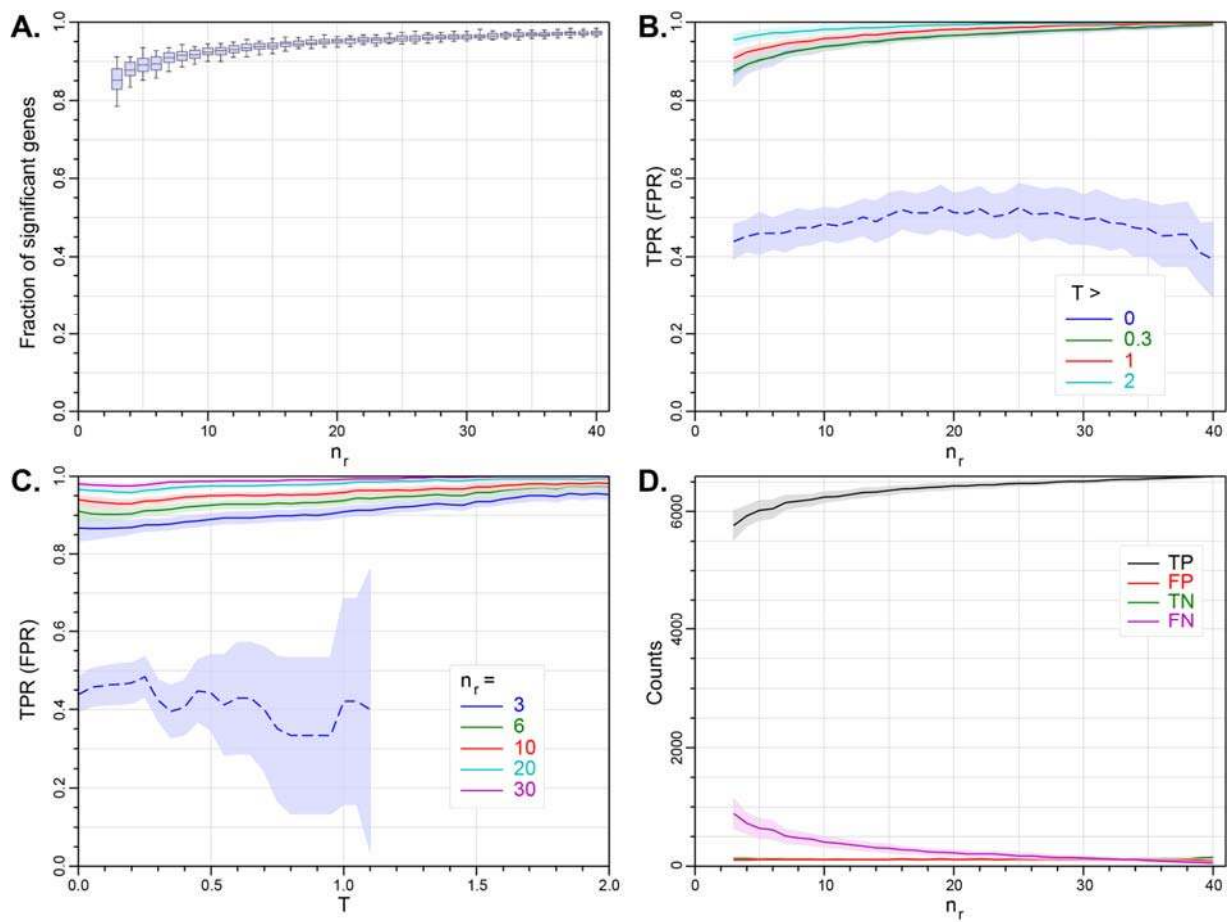 A.
Fraction of significant genes
0.0 0.2 0.4 0.6 0.8 1.0
0 10 20 30 40
n_r
B.
TPR (FPR)
0.0 0.2 0.4 0.6 0.8 1.0
0 10 20 30 40
n_r
T >
0
0.3
1
2
C.
TPR (FPR)
0.0 0.2 0.4 0.6 0.8 1.0
0.0 0.5 1.0 1.5 2.0
T
n_r =
3
6
10
20
30
D.
Counts
0 2000 4000 6000
0 10 20 30 40
n_r
TP
FP
TN
FN